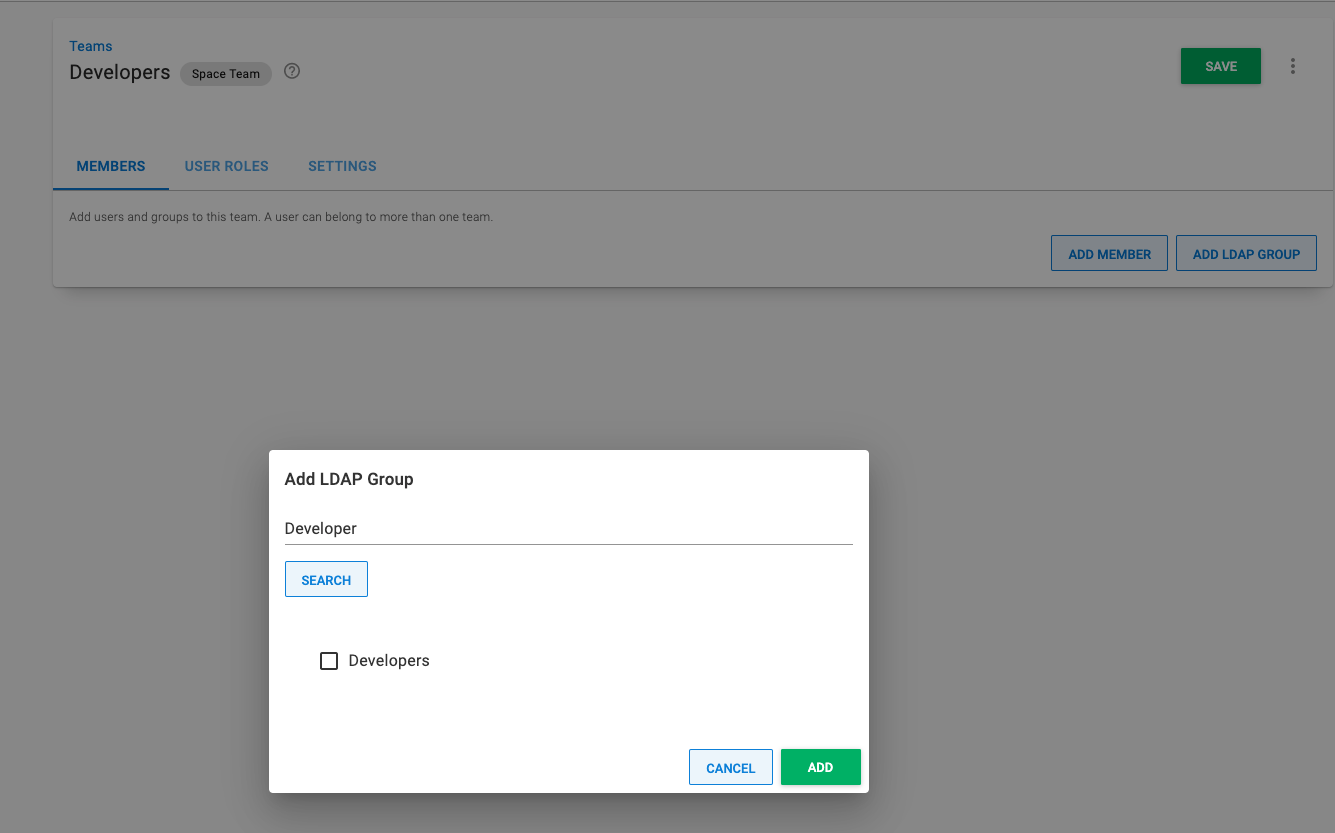 Teams
Developers Space Team ?
SAVE
MEMBERS USER ROLES SETTINGS
Add users and groups to this team. A user can belong to more than one team.
ADD MEMBER ADD LDAP GROUP
Add LDAP Group
Developer
SEARCH
Developers
CANCEL ADD